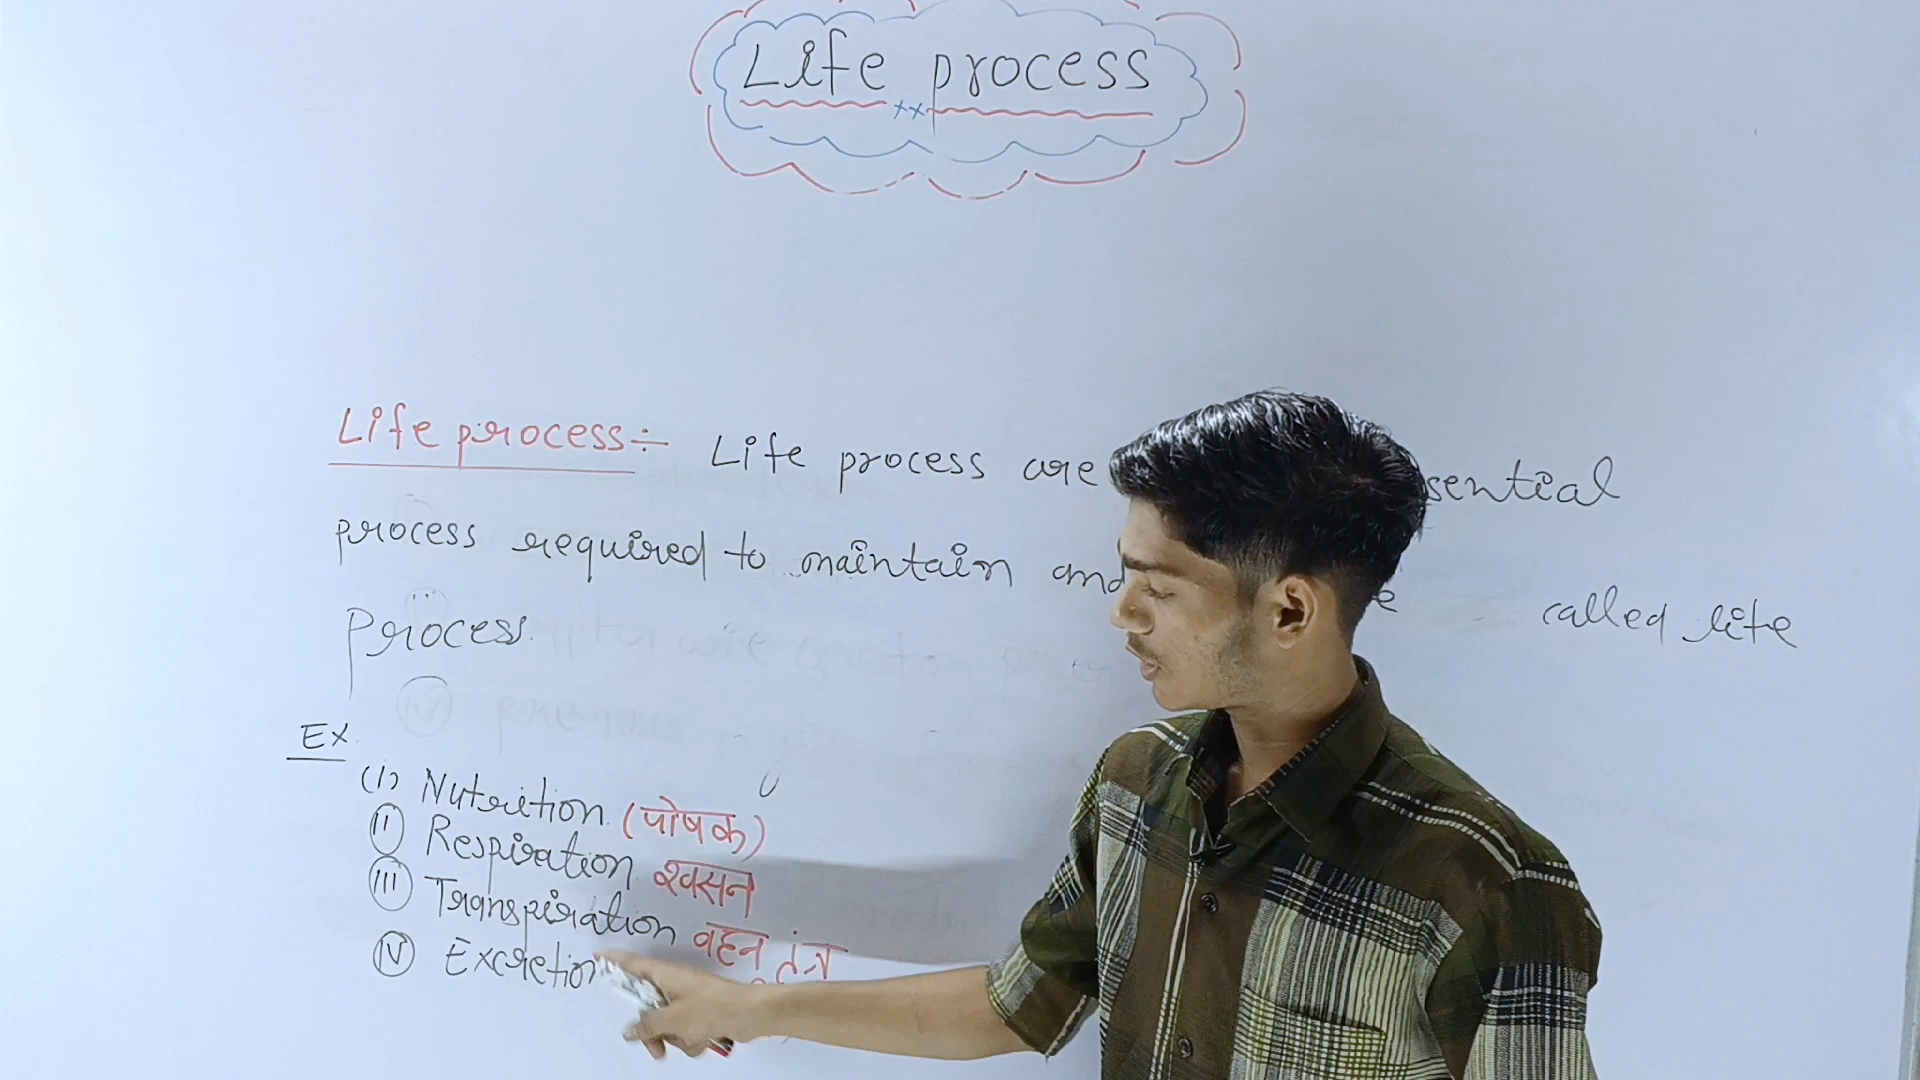 Life process
Life process÷ Life process are sential
process required to maintain and called life
Process.
Ex.
(I) Nutrition. (पोषक)
(II) Respiration. श्वसन
(III) Transpiration वहन तंत्र
(IV) Excretion